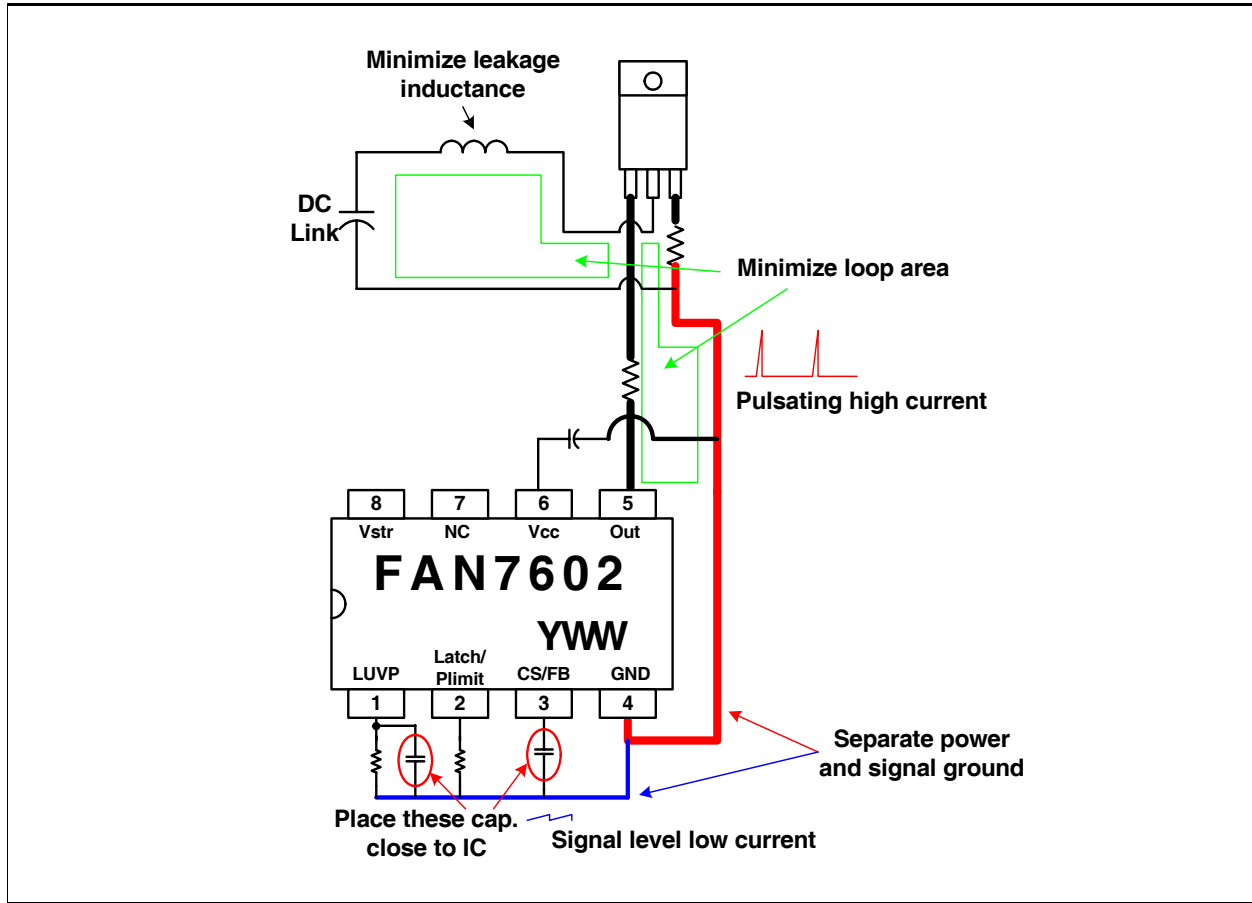 Minimize leakage
inductance
DC
Link
Minimize loop area
Pulsating high current
8
7
6
5
Vstr
NC
Vcc
Out
FAN7602
YWW
LUVP
Latch/
Plimit
CS/FB
GND
1
2
3
4
Separate power
and signal ground
Place these cap.
close to IC
Signal level low current